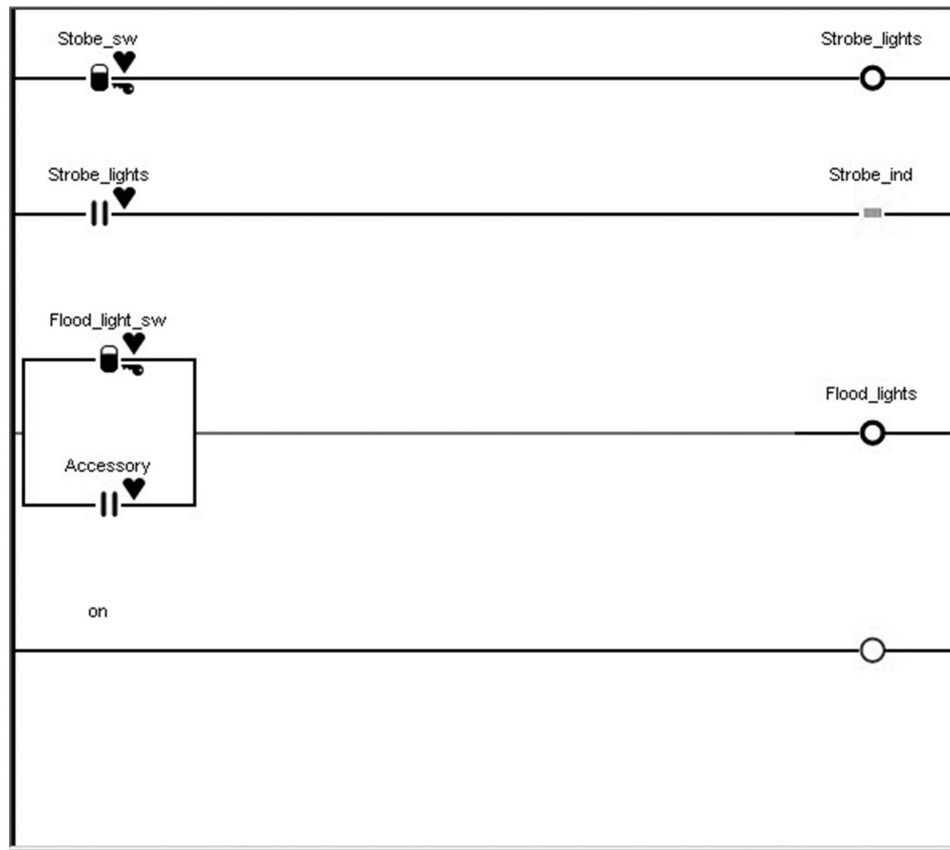 Stobe_sw
Strobe_lights
Strobe_lights
Strobe_ind
Flood_light_sw
Flood_lights
Accessory
on